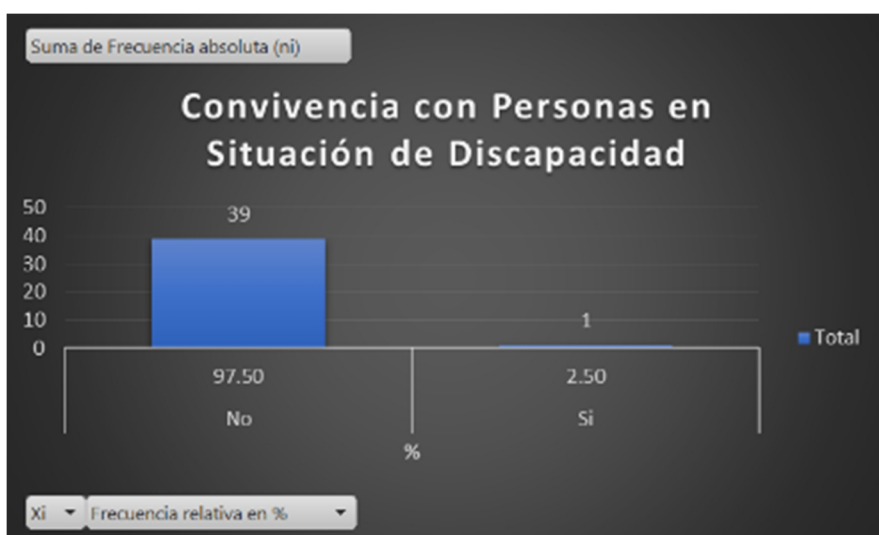 Suma de Frecuencia absoluta (ni)
Convivencia con Personas en
Situación de Discapacidad
50
40
30
20
10
0
39
1
97.50
2.50
No
Si
%
Total
Xi
Frecuencia relativa en %